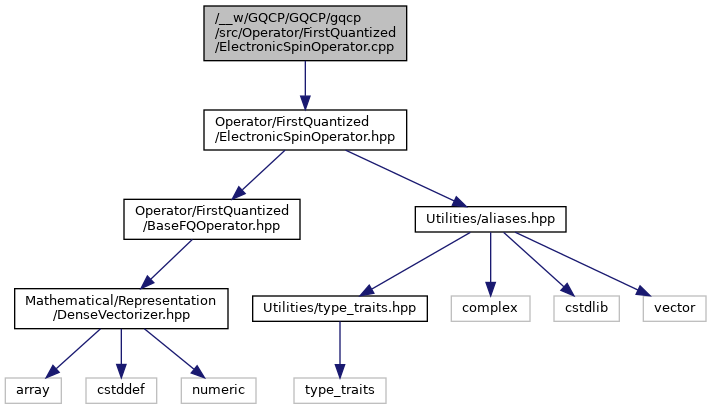 /__w/GQCP/GQCP/gqcp
/src/Operator/FirstQuantized
/ElectronicSpinOperator.cpp
Operator/FirstQuantized
/ElectronicSpinOperator.hpp
Operator/FirstQuantized
/BaseFQOperator.hpp
Utilities/aliases.hpp
Mathematical/Representation
/DenseVectorizer.hpp
Utilities/type_traits.hpp
complex
cstdlib
vector
array
cstddef
numeric
type_traits